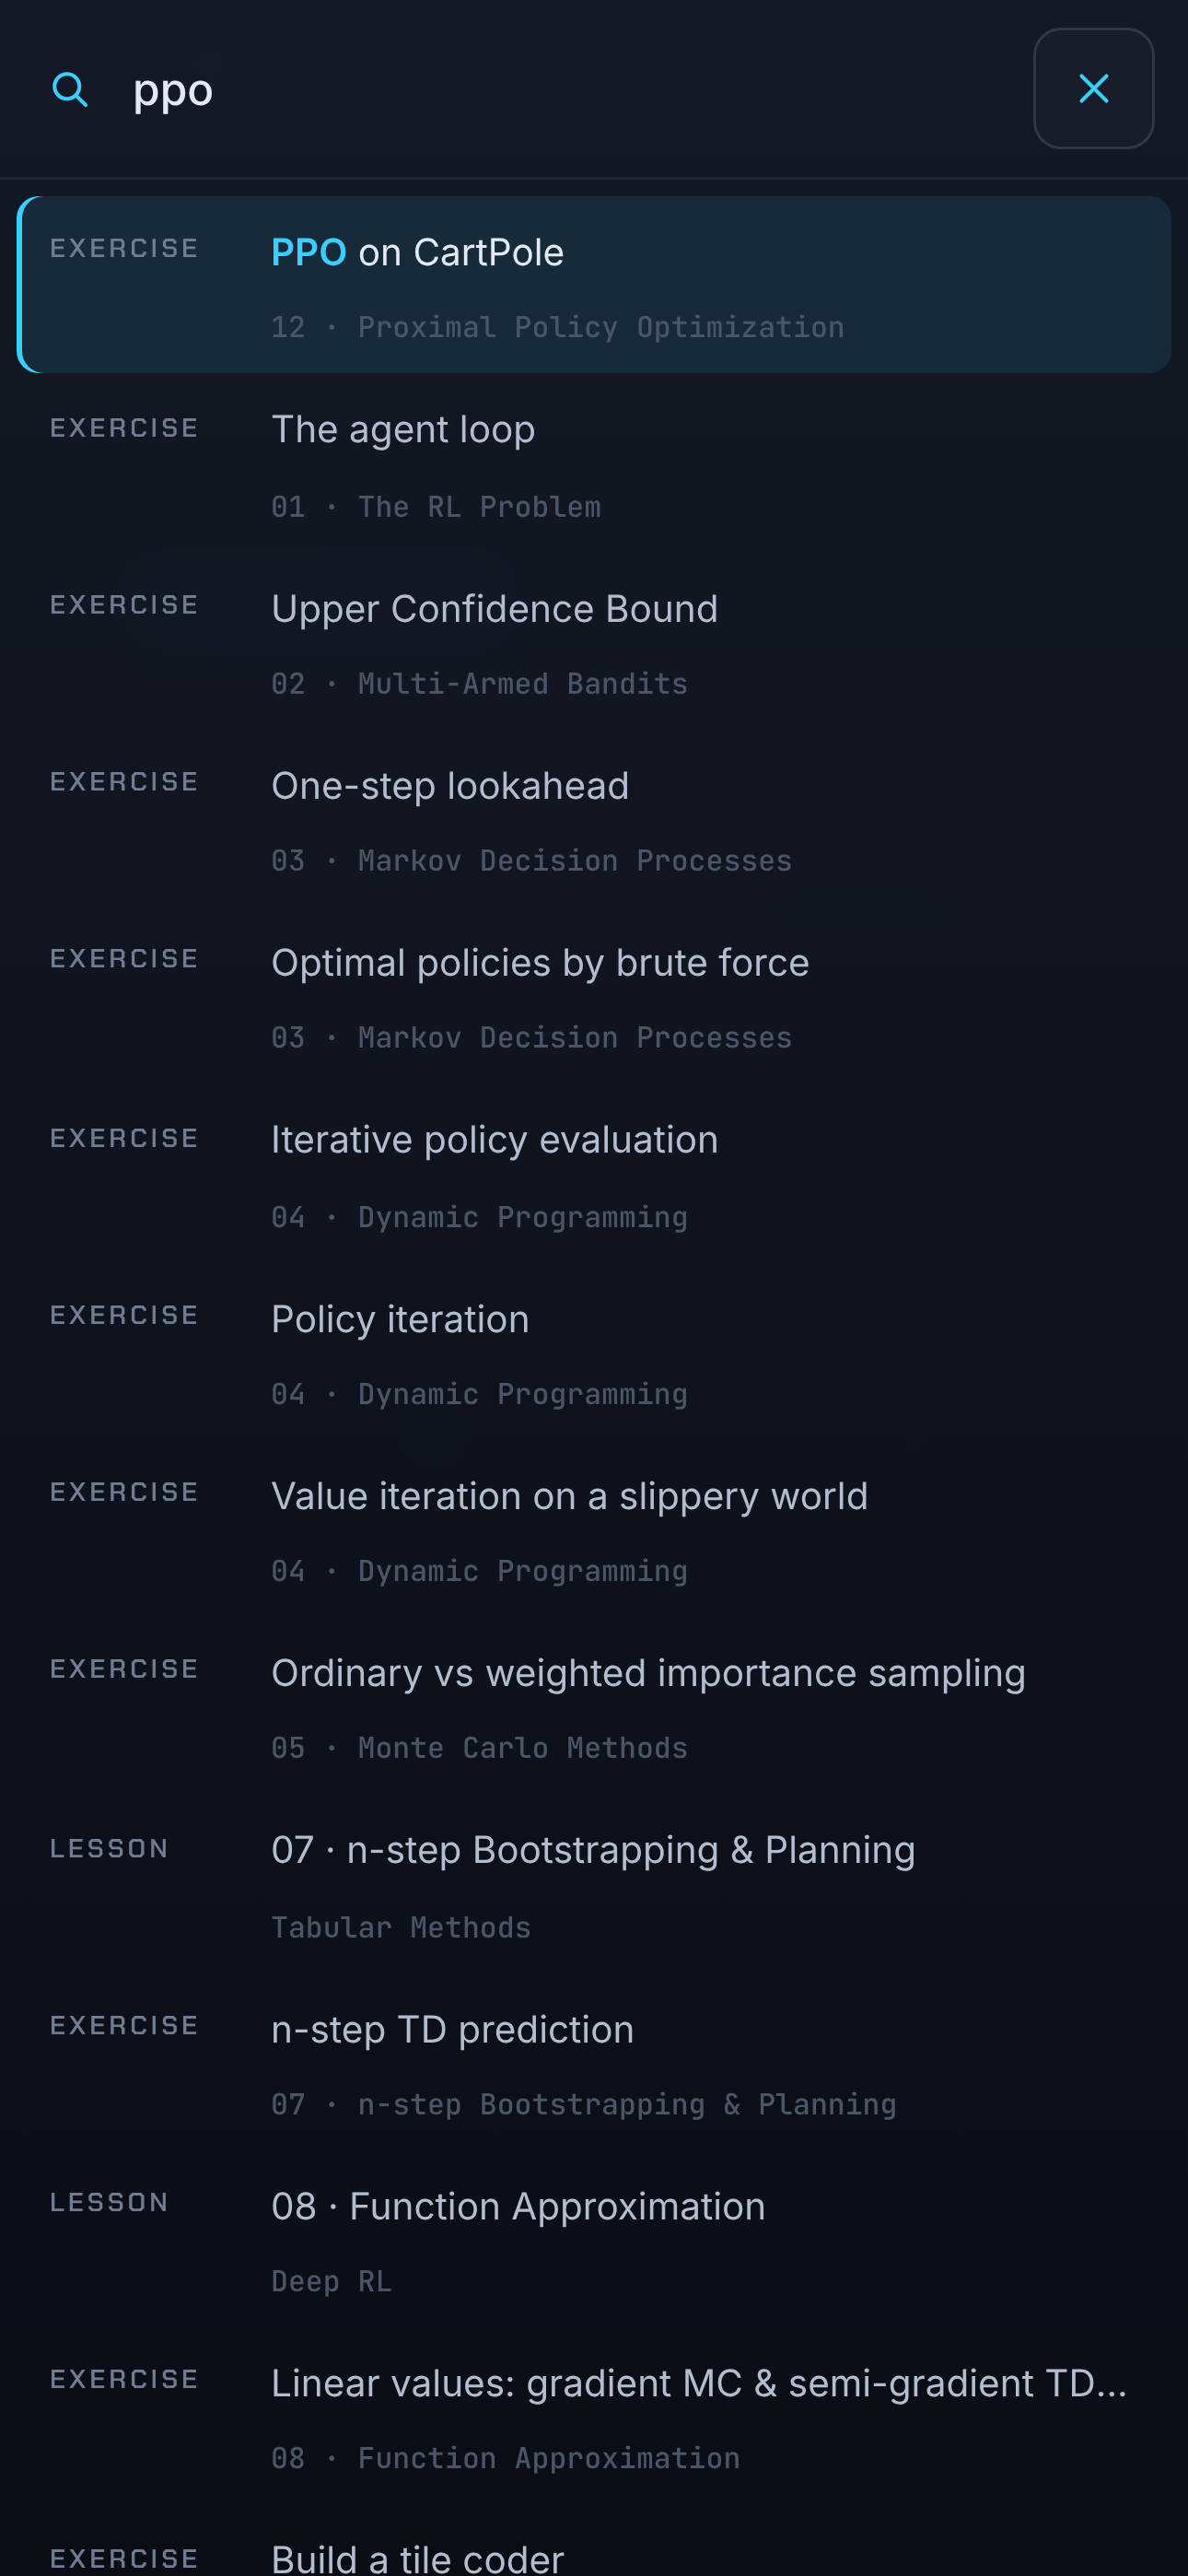 ppo
EXERCISE PPO on CartPole
12 · Proximal Policy Optimization
EXERCISE The agent loop
01 · The RL Problem
EXERCISE Upper Confidence Bound
02 · Multi-Armed Bandits
EXERCISE One-step lookahead
03 · Markov Decision Processes
EXERCISE Optimal policies by brute force
03 · Markov Decision Processes
EXERCISE Iterative policy evaluation
04 · Dynamic Programming
EXERCISE Policy iteration
04 · Dynamic Programming
EXERCISE Value iteration on a slippery world
04 · Dynamic Programming
EXERCISE Ordinary vs weighted importance sampling
05 · Monte Carlo Methods
LESSON 07 · n-step Bootstrapping & Planning
Tabular Methods
EXERCISE n-step TD prediction
07 · n-step Bootstrapping & Planning
LESSON 08 · Function Approximation
Deep RL
EXERCISE Linear values: gradient MC & semi-gradient TD...
08 · Function Approximation
EXERCISE Build a tile coder